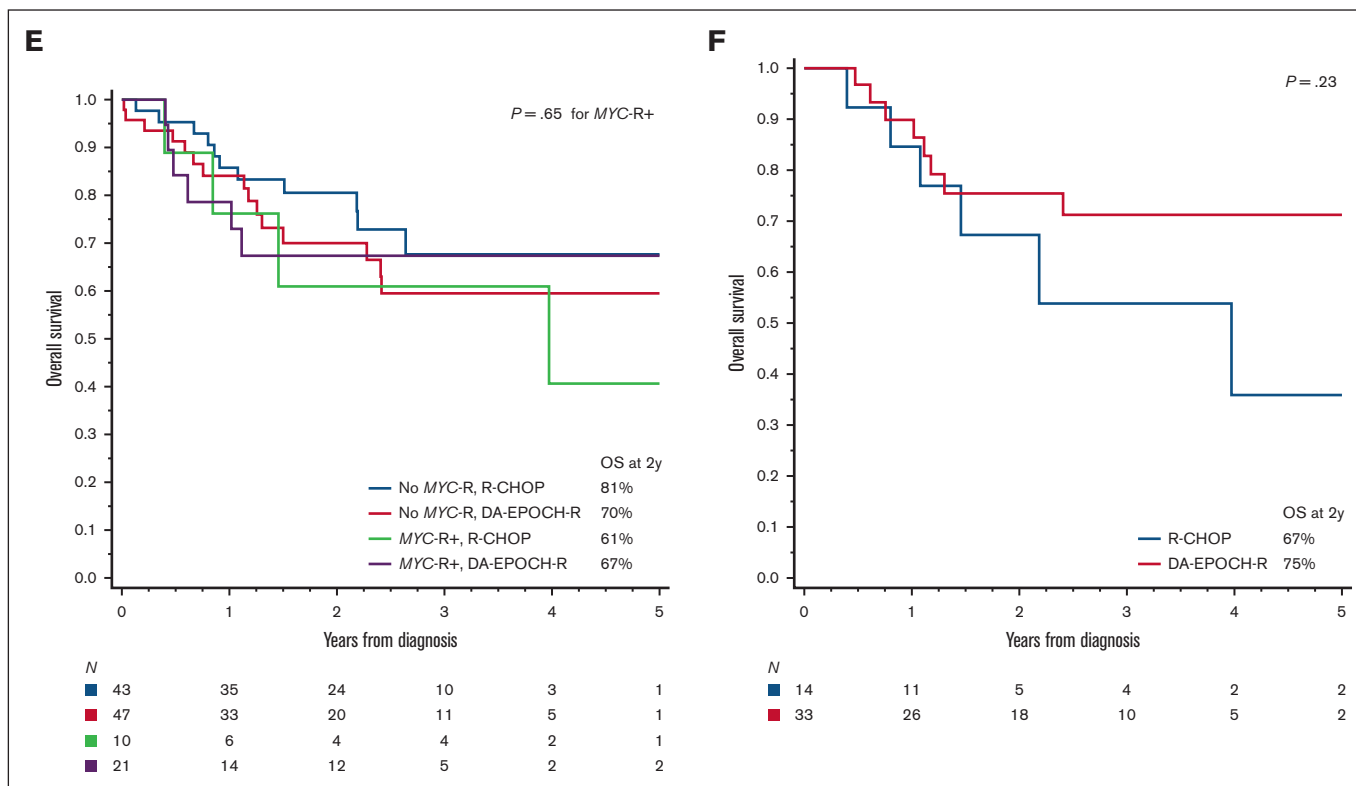 E
P = .65 for MYC-R+
1.0
0.9
0.8
0.7
0.6
0.5
0.4
0.3
0.2
0.1
0.0
Overall survival
OS at 2y
No MYC-R, R-CHOP 81%
No MYC-R, DA-EPOCH-R 70%
MYC-R+, R-CHOP 61%
MYC-R+, DA-EPOCH-R 67%
0 1 2 3 4 5
Years from diagnosis
N
43 35 24 10 3 1
47 33 20 11 5 1
10 6 4 4 2 1
21 14 12 5 2 2
F
P = .23
1.0
0.9
0.8
0.7
0.6
0.5
0.4
0.3
0.2
0.1
0.0
Overall survival
OS at 2y
R-CHOP 67%
DA-EPOCH-R 75%
0 1 2 3 4 5
Years from diagnosis
N
14 11 5 4 2 2
33 26 18 10 5 2